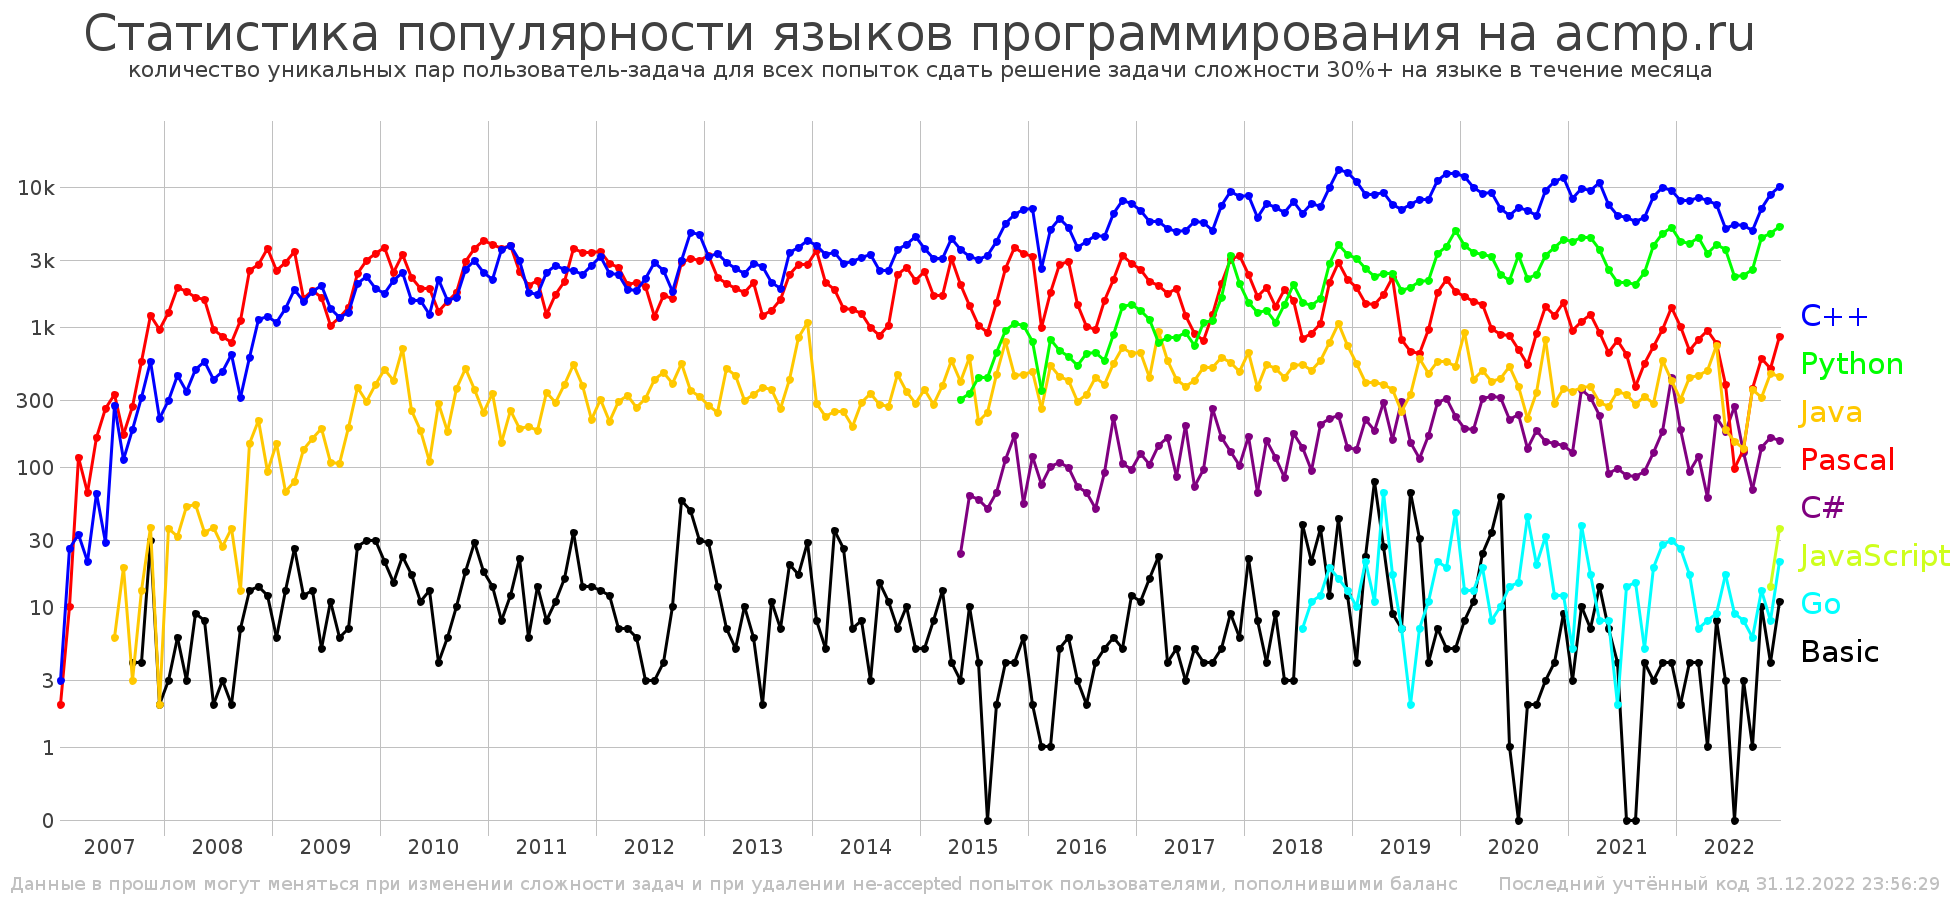 Статистика популярности языков программирования на acmp.ru
количество уникальных пар пользователь-задача для всех попыток сдать решение задачи сложности 30%+ на языке в течение месяца
10k
3k
1k
300
100
30
10
3
1
0
C++
Python
Java
Pascal
C#
JavaScript
Go
Basic
2007 2008 2009 2010 2011 2012 2013 2014 2015 2016 2017 2018 2019 2020 2021 2022
Данные в прошлом могут меняться при изменении сложности задач и при удалении не-accepted попыток пользователями, пополнившими баланс Последний учтённый код 31.12.2022 23:56:29